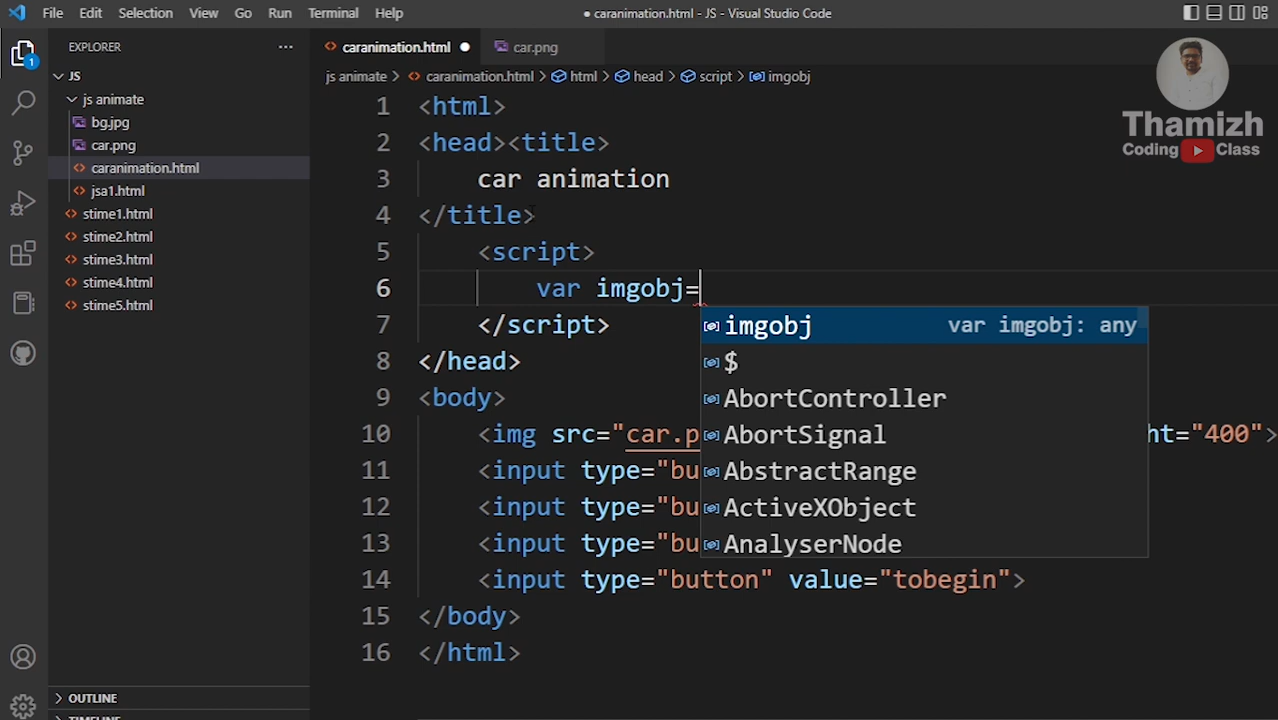 File Edit Selection View Go Run Terminal Help
● caranimation.html - JS - Visual Studio Code
EXPLORER
JS
js animate
bg.jpg
car.png
caranimation.html
jsa1.html
stime1.html
stime2.html
stime3.html
stime4.html
stime5.html
OUTLINE
1
caranimation.html
car.png
js animate > caranimation.html > html > head > script > imgobj
1 <html>
2 <head><title>
3 car animation
4 </title>
5 <script>
6 var imgobj=
7 </script>
8 </head>
9 <body>
10 <img src="car.p ht="400">
11 <input type="bu
12 <input type="bu
13 <input type="bu
14 <input type="button" value="tobegin">
15 </body>
16 </html>
imgobj var imgobj: any
$
AbortController
AbortSignal
AbstractRange
ActiveXObject
AnalyserNode
Thamizh
Coding Class